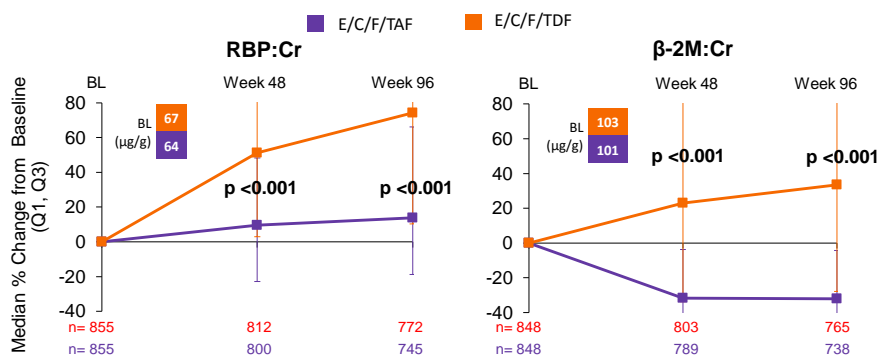 E/C/F/TAF E/C/F/TDF
RBP:Cr
BL Week 48 Week 96
Median % Change from Baseline
(Q1, Q3)
80
60
40
20
0
-20
-40
BL
(µg/g)
67
64
p <0.001 p <0.001
n= 855 812 772
n= 855 800 745
β-2M:Cr
BL Week 48 Week 96
80
60
40
20
0
-20
-40
BL
(µg/g)
103
101
p <0.001 p <0.001
n= 848 803 765
n= 848 789 738